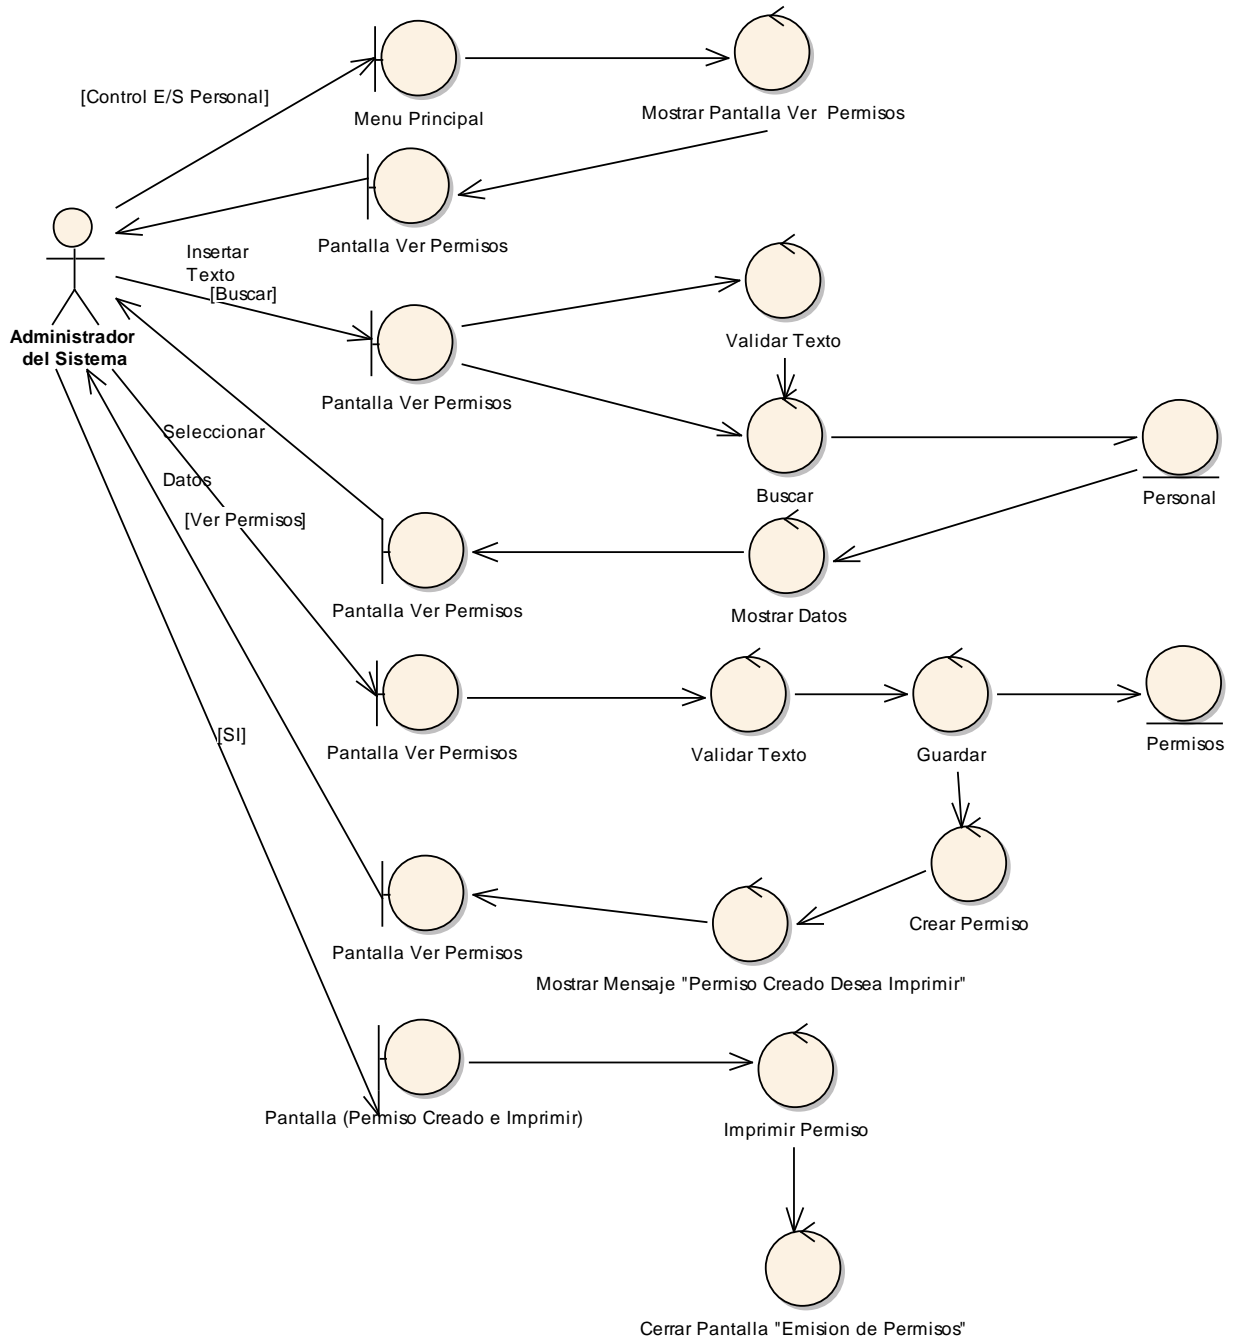 [Control E/S Personal]
Menu Principal
Mostrar Pantalla Ver  Permisos
Pantalla Ver Permisos
Insertar
Texto
[Buscar]
Administrador
del Sistema
Validar Texto
Pantalla Ver Permisos
Seleccionar
Datos
[Ver Permisos]
Buscar
Personal
Pantalla Ver Permisos
Mostrar Datos
[SI]
Pantalla Ver Permisos
Validar Texto
Guardar
Permisos
Crear Permiso
Pantalla Ver Permisos
Mostrar Mensaje "Permiso Creado Desea Imprimir"
Pantalla (Permiso Creado e Imprimir)
Imprimir Permiso
Cerrar Pantalla "Emision de Permisos"